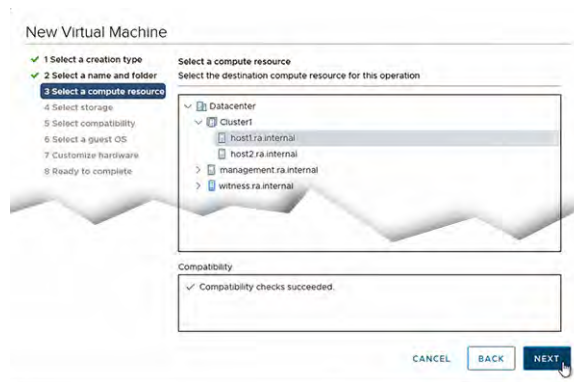 New Virtual Machine
1 Select a creation type
2 Select a name and folder
3 Select a compute resource
4 Select storage
5 Select compatibility
6 Select a guest OS
7 Customize hardware
8 Ready to complete
Select a compute resource
Select the destination compute resource for this operation
Datacenter
Cluster1
host1.ra.internal
host2.ra.internal
management.ra.internal
witness.ra.internal
Compatibility
Compatibility checks succeeded.
CANCEL BACK NEXT